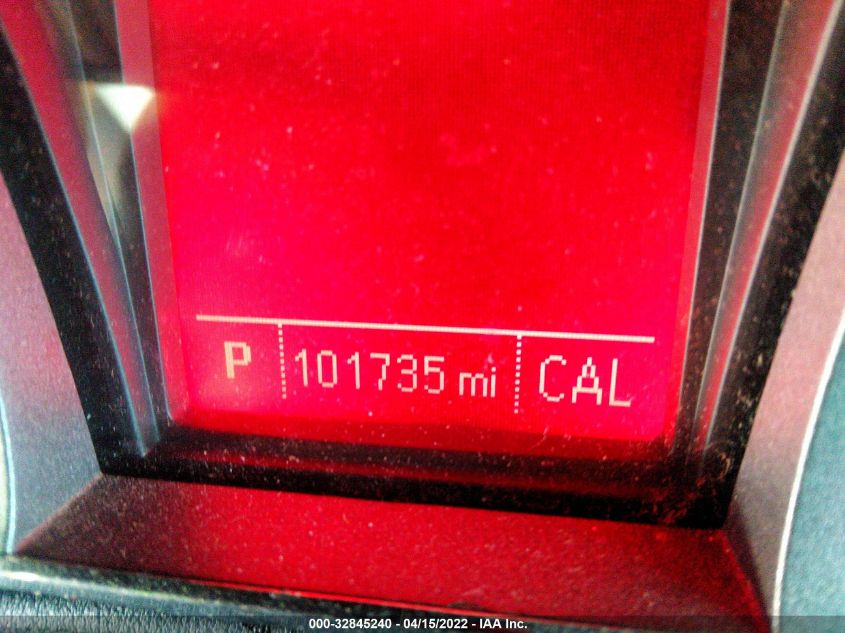 P 101735 mi CAL
000-32845240 - 04/15/2022 - IAA Inc.